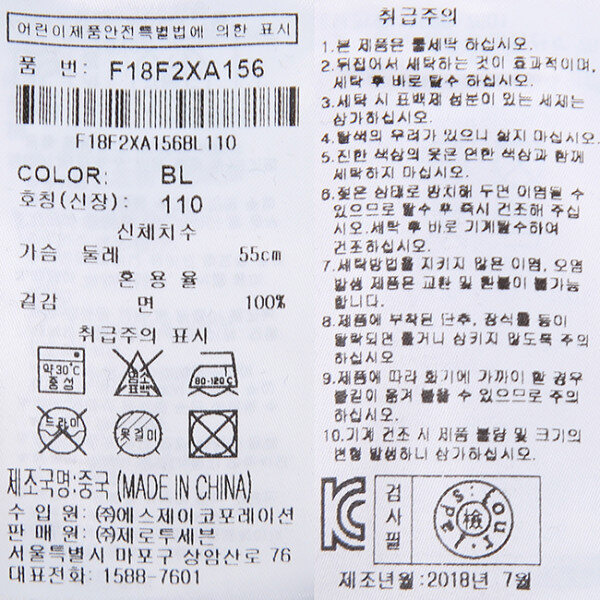 어린이제품안전특별법에 의한 표시
품 번: F18F2XA156
F18F2XA156BL110
COLOR: BL
호칭(신장): 110
신체치수
가슴 둘레 55cm
혼용율
겉감 면 100%
취급주의 표시
약30℃
중성
염소
표백
80-120℃
드라이
옷걸이
제조국명:중국 (MADE IN CHINA)
수 입 원: ㈜에스제이코포레이션
판 매 원: ㈜제로투세븐
서울특별시 마포구 상암산로 76
대표전화: 1588-7601
취급주의
1.본 제품은 물세탁 하십시오.
2.뒤집어서 세탁하는 것이 효과적이며,
세탁 후 바로 탈수 하십시오.
3.세탁 시 표백제 성분이 있는 세제는
삼가하십시오.
4.탈색의 우려가 있으니 삶지 마십시오.
5.진한 색상의 옷은 연한 색상과 함께
세탁하지 마십시오.
6.젖은 상태로 방치해 두면 이염될 수
있으므로 탈수 후 즉시 건조해 주십
시오.세탁 후 바로 기계탈수하여
건조하십시오.
7.세탁방법을 지키지 않은 이염, 오염
발생 제품은 교환 및 환불이 불가능
합니다.
8.제품에 부착된 단추, 장식물 등이
탈락되면 물거나 삼키지 않도록 주의
하십시오
9.제품에 따라 화기에 가까이 할 경우
불길이 옮겨 붙을 수 있으므로 주의
하십시오.
10.기계 건조 시 제품 불량 및 크기의
변형 발생하니 삼가하십시오.
검사필
檢
제조년월:2018년 7월